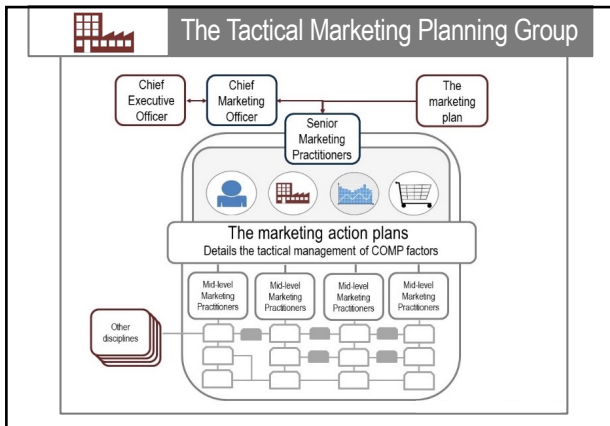 The Tactical Marketing Planning Group
Chief
Executive
Officer
Chief
Marketing
Officer
The
marketing
plan
Senior
Marketing
Practitioners
The marketing action plans
Details the tactical management of COMP factors
Mid-level
Marketing
Practitioners
Mid-level
Marketing
Practitioners
Mid-level
Marketing
Practitioners
Mid-level
Marketing
Practitioners
Other
disciplines